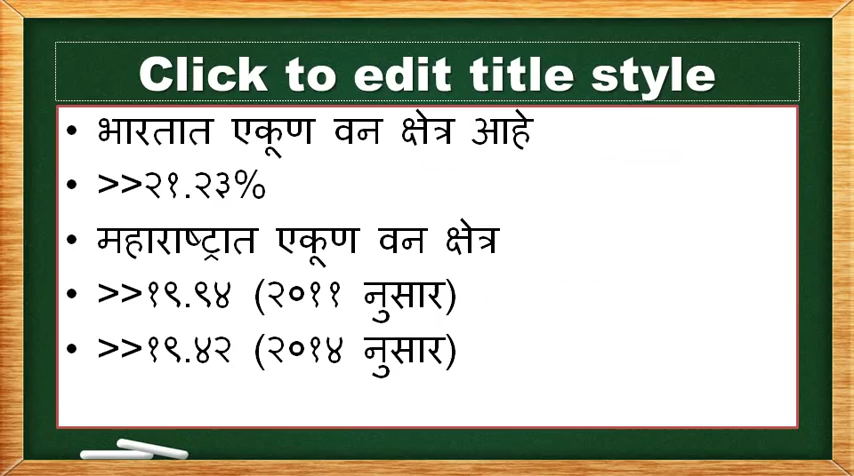 Click to edit title style
• भारतात एकूण वन क्षेत्र आहे
• >>२१.२३%
• महाराष्ट्रात एकूण वन क्षेत्र
• >>१९.९४ (२०११ नुसार)
• >>१९.४२ (२०१४ नुसार)